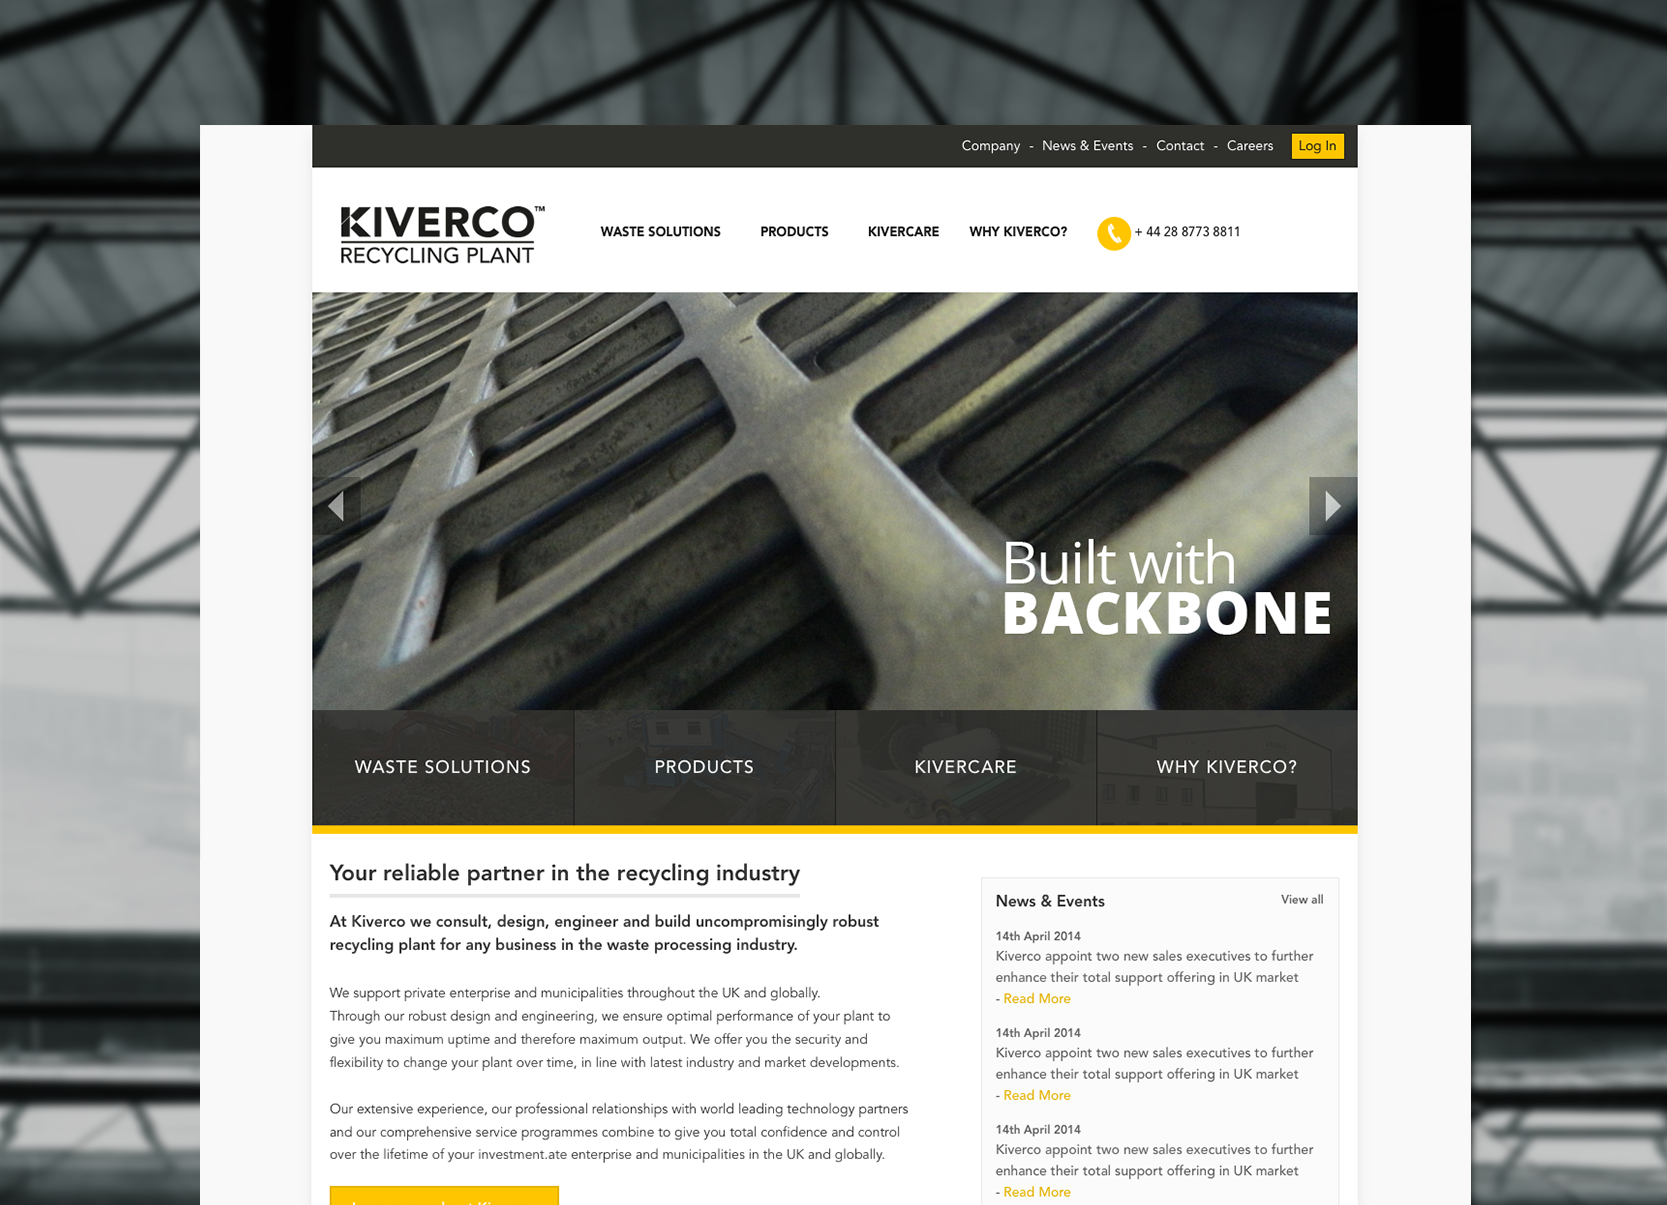 Company - News & Events - Contact - Careers Log In
KIVERCO™
RECYCLING PLANT
WASTE SOLUTIONS PRODUCTS KIVERCARE WHY KIVERCO? + 44 28 8773 8811
Built with
BACKBONE
WASTE SOLUTIONS PRODUCTS KIVERCARE WHY KIVERCO?
Your reliable partner in the recycling industry
At Kiverco we consult, design, engineer and build uncompromisingly robust
recycling plant for any business in the waste processing industry.
We support private enterprise and municipalities throughout the UK and globally.
Through our robust design and engineering, we ensure optimal performance of your plant to
give you maximum uptime and therefore maximum output. We offer you the security and
flexibility to change your plant over time, in line with latest industry and market developments.
Our extensive experience, our professional relationships with world leading technology partners
and our comprehensive service programmes combine to give you total confidence and control
over the lifetime of your investment.ate enterprise and municipalities in the UK and globally.
News & Events View all
14th April 2014
Kiverco appoint two new sales executives to further
enhance their total support offering in UK market
- Read More
14th April 2014
Kiverco appoint two new sales executives to further
enhance their total support offering in UK market
- Read More
14th April 2014
Kiverco appoint two new sales executives to further
enhance their total support offering in UK market
- Read More